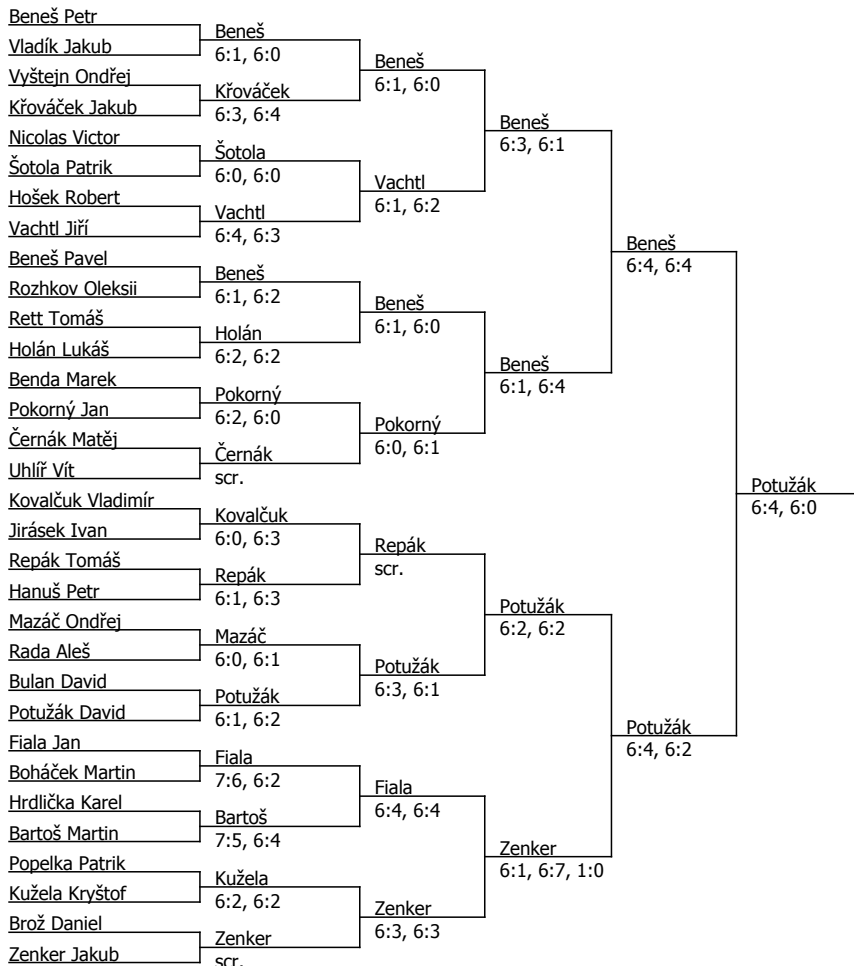 Beneš Petr
Vladík Jakub
Vyštejn Ondřej
Křováček Jakub
Nicolas Victor
Šotola Patrik
Hošek Robert
Vachtl Jiří
Beneš Pavel
Rozhkov Oleksii
Rett Tomáš
Holán Lukáš
Benda Marek
Pokorný Jan
Černák Matěj
Uhlíř Vít
Kovalčuk Vladimír
Jirásek Ivan
Repák Tomáš
Hanuš Petr
Mazáč Ondřej
Rada Aleš
Bulan David
Potužák David
Fiala Jan
Boháček Martin
Hrdlička Karel
Bartoš Martin
Popelka Patrik
Kužela Kryštof
Brož Daniel
Zenker Jakub
Beneš
6:1, 6:0
Křováček
6:3, 6:4
Šotola
6:0, 6:0
Vachtl
6:4, 6:3
Beneš
6:1, 6:2
Holán
6:2, 6:2
Pokorný
6:2, 6:0
Černák
scr.
Kovalčuk
6:0, 6:3
Repák
6:1, 6:3
Mazáč
6:0, 6:1
Potužák
6:1, 6:2
Fiala
7:6, 6:2
Bartoš
7:5, 6:4
Kužela
6:2, 6:2
Zenker
scr.
Beneš
6:1, 6:0
Vachtl
6:1, 6:2
Beneš
6:1, 6:0
Pokorný
6:0, 6:1
Repák
scr.
Potužák
6:3, 6:1
Fiala
6:4, 6:4
Zenker
6:3, 6:3
Beneš
6:3, 6:1
Beneš
6:1, 6:4
Potužák
6:2, 6:2
Zenker
6:1, 6:7, 1:0
Beneš
6:4, 6:4
Potužák
6:4, 6:2
Potužák
6:4, 6:0